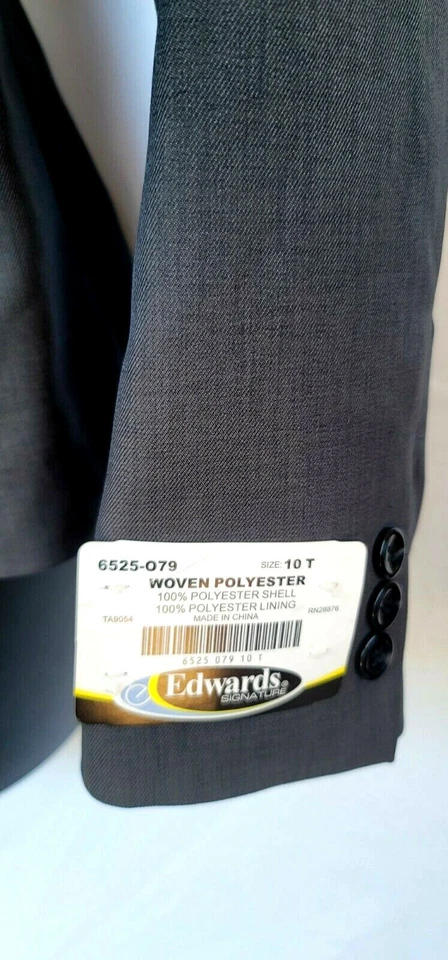 6525-O79 SIZE: 10 T
WOVEN POLYESTER
100% POLYESTER SHELL
100% POLYESTER LINING
TA9054 MADE IN CHINA RN28876
6525 079 10 T
e Edwards®
SIGNATURE